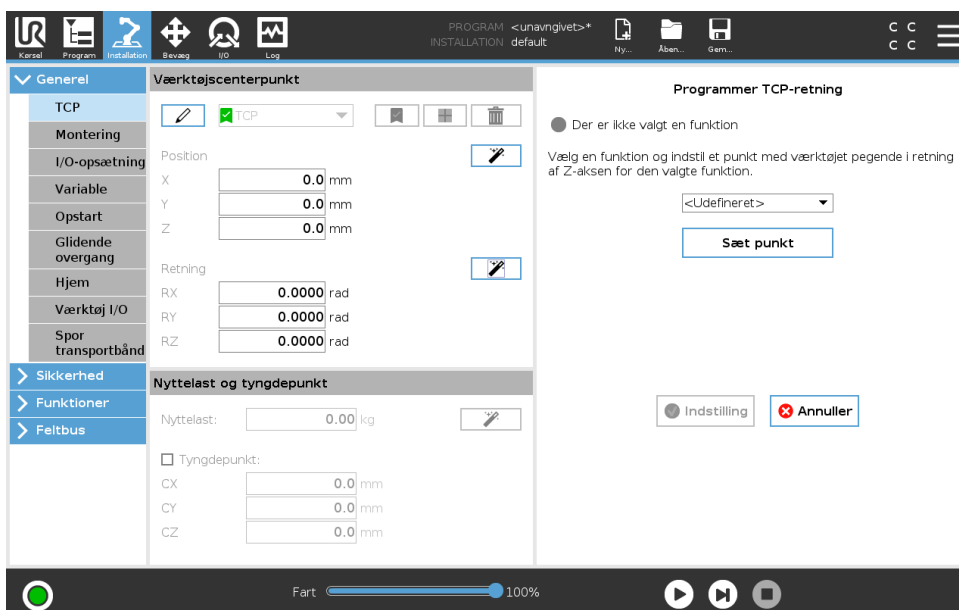 UR
Kørsel
Program
Installation
Bevæg
I/O
Log
PROGRAM <unavngivet>*
INSTALLATION default
Ny...
Åben...
Gem...
C C
C C
Generel
TCP
Montering
I/O-opsætning
Variable
Opstart
Glidende
overgang
Hjem
Værktøj I/O
Spor
transportbånd
Sikkerhed
Funktioner
Feltbus
Værktøjscenterpunkt
TCP
Position
X 0.0 mm
Y 0.0 mm
Z 0.0 mm
Retning
RX 0.0000 rad
RY 0.0000 rad
RZ 0.0000 rad
Nyttelast og tyngdepunkt
Nyttelast: 0.00 kg
Tyngdepunkt:
CX 0.0 mm
CY 0.0 mm
CZ 0.0 mm
Programmer TCP-retning
Der er ikke valgt en funktion
Vælg en funktion og indstil et punkt med værktøjet pegende i retning
af Z-aksen for den valgte funktion.
<Udefineret>
Sæt punkt
Indstilling
Annuller
Fart 100%